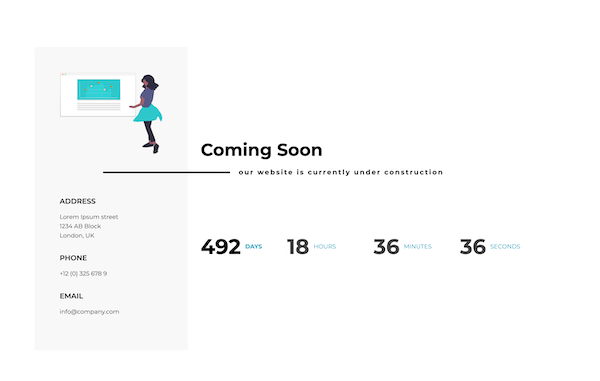 Coming Soon
our website is currently under construction
ADDRESS
Lorem Ipsum street
1234 AB Block
London, UK
PHONE
+12 (0) 325 678 9
EMAIL
info@company.com
492 DAYS 18 HOURS 36 MINUTES 36 SECONDS